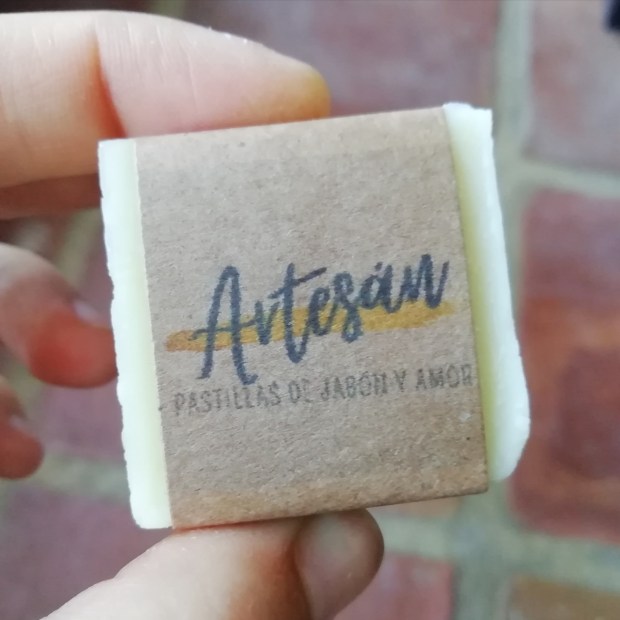 Artesán
PASTILLAS DE JABÓN Y AMOR